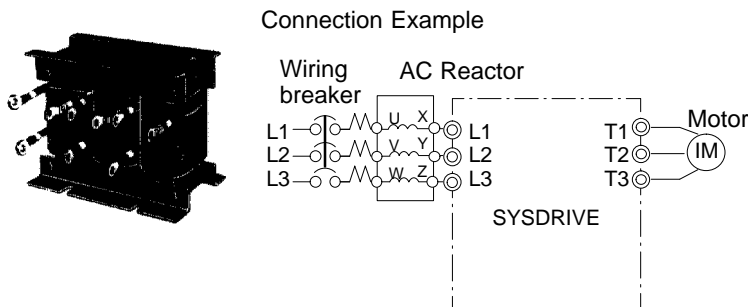 Connection Example
Wiring
breaker
AC Reactor
Motor
L1 U X L1 T1
L2 V Y L2 T2 IM
L3 W Z L3 T3
SYSDRIVE